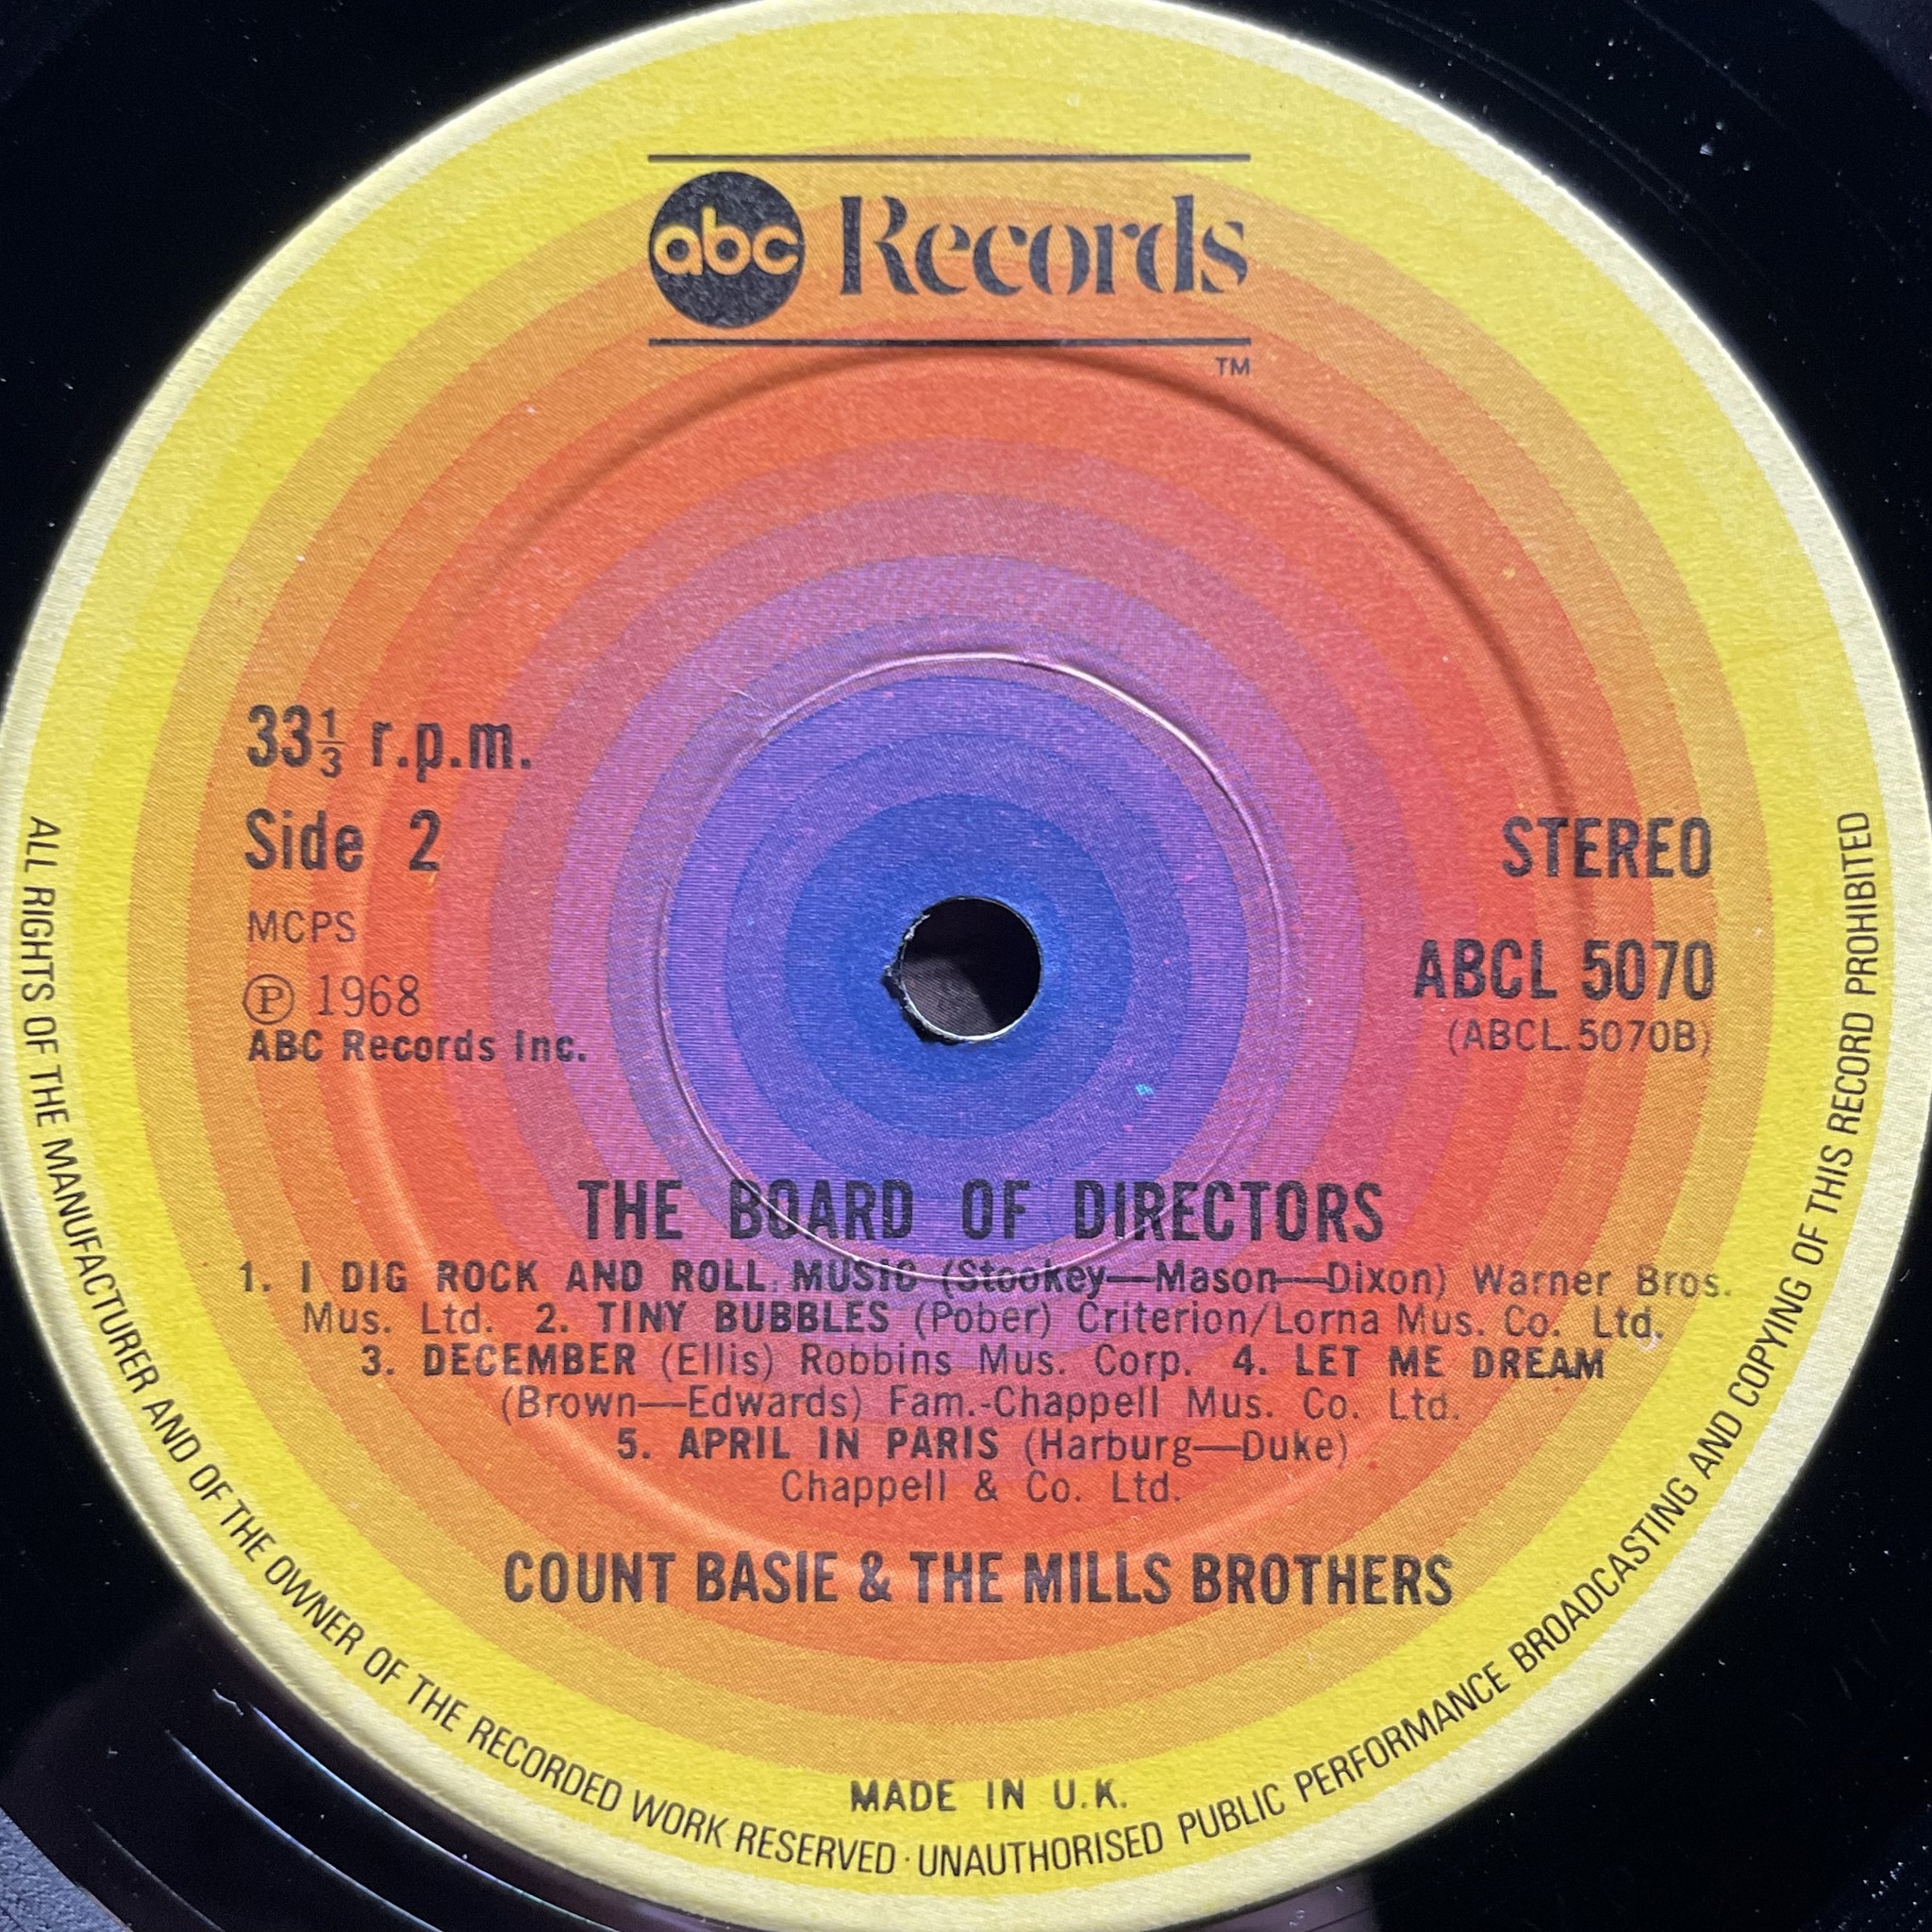 abc Records
TM
33⅓ r.p.m.
Side 2
MCPS
Ⓟ 1968
ABC Records Inc.
STEREO
ABCL 5070
(ABCL.5070B)
THE BOARD OF DIRECTORS
1. I DIG ROCK AND ROLL MUSIC (Stookey—Mason—Dixon) Warner Bros.
Mus. Ltd. 2. TINY BUBBLES (Pober) Criterion/Lorna Mus. Co. Ltd.
3. DECEMBER (Ellis) Robbins Mus. Corp. 4. LET ME DREAM
(Brown—Edwards) Fam.-Chappell Mus. Co. Ltd.
5. APRIL IN PARIS (Harburg—Duke)
Chappell & Co. Ltd.
COUNT BASIE & THE MILLS BROTHERS
MADE IN U.K.
ALL RIGHTS OF THE MANUFACTURER AND OF THE OWNER OF THE RECORDED WORK RESERVED · UNAUTHORISED PUBLIC PERFORMANCE BROADCASTING AND COPYING OF THIS RECORD PROHIBITED